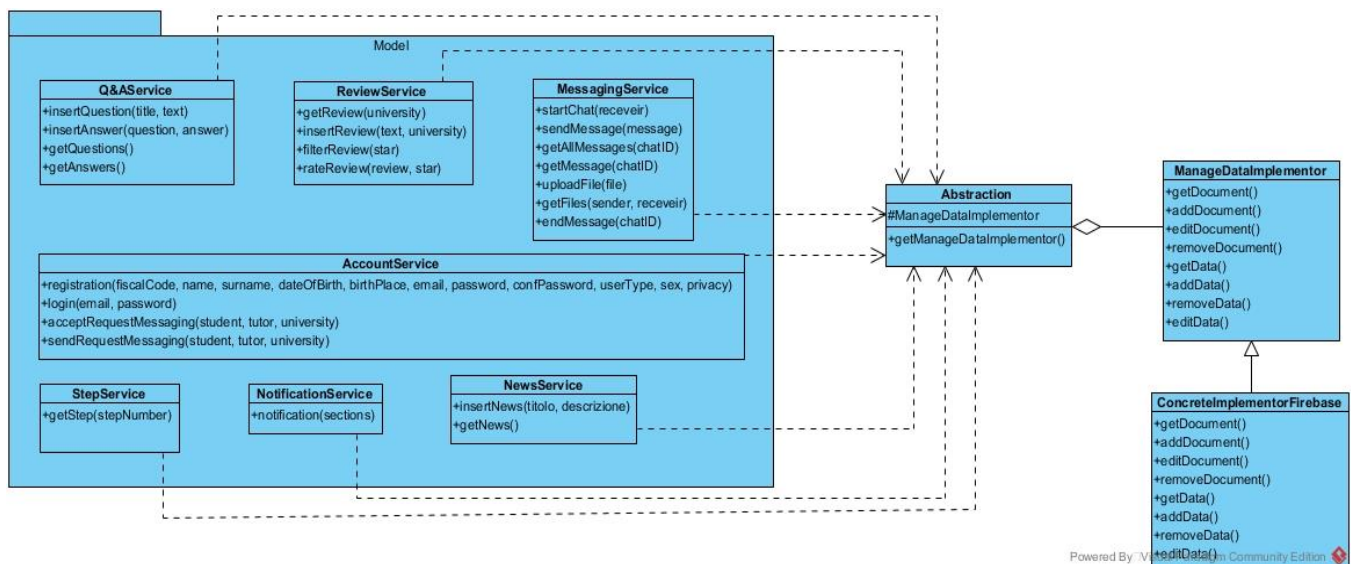 Model
Q&AService
+insertQuestion(title, text)
+insertAnswer(question, answer)
+getQuestions()
+getAnswers()
ReviewService
+getReview(university)
+insertReview(text, university)
+filterReview(star)
+rateReview(review, star)
MessagingService
+startChat(receveir)
+sendMessage(message)
+getAllMessages(chatID)
+getMessage(chatID)
+uploadFile(file)
+getFiles(sender, receveir)
+endMessage(chatID)
AccountService
+registration(fiscalCode, name, surname, dateOfBirth, birthPlace, email, password, confPassword, userType, sex, privacy)
+login(email, password)
+acceptRequestMessaging(student, tutor, university)
+sendRequestMessaging(student, tutor, university)
StepService
+getStep(stepNumber)
NotificationService
+notification(sections)
NewsService
+insertNews(titolo, descrizione)
+getNews()
Abstraction
#ManageDataImplementor
+getManageDataImplementor()
ManageDataImplementor
+getDocument()
+addDocument()
+editDocument()
+removeDocument()
+getData()
+addData()
+removeData()
+editData()
ConcreteImplementorFirebase
+getDocument()
+addDocument()
+editDocument()
+removeDocument()
+getData()
+addData()
+removeData()
+editData()
Powered By Visual Paradigm Community Edition